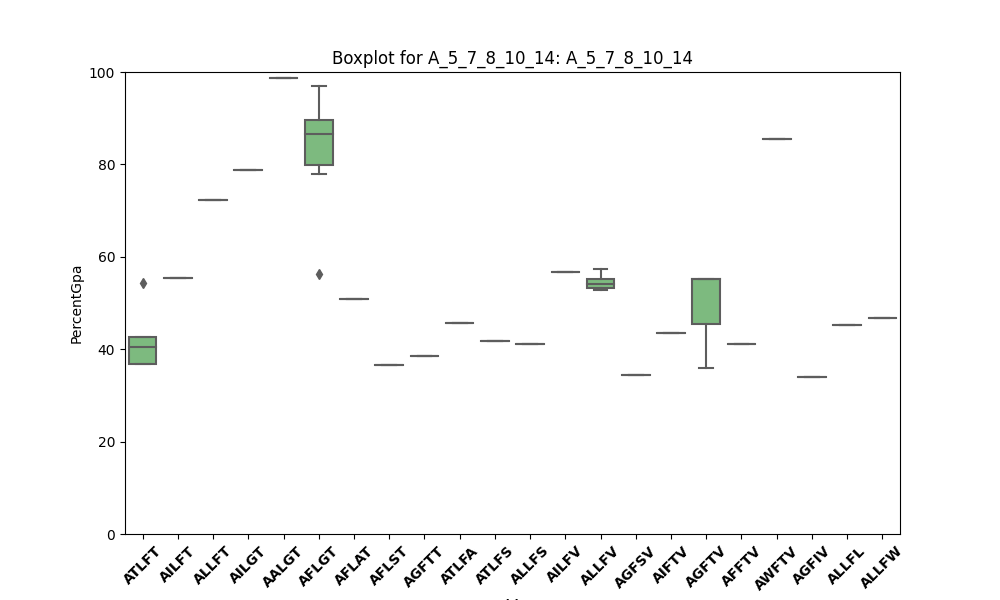 Boxplot for A_5_7_8_10_14: A_5_7_8_10_14
PercentGpa
100
80
60
40
20
0
ATLFT AILFT ALLFT AILGT AALGT AFLGT AFLAT AFLST AGFTT ATLFA ATLFS ALLFS AILFV ALLFV AGFSV AIFTV AGFTV AFFTV AWFTV AGFIV ALLFL ALLFW